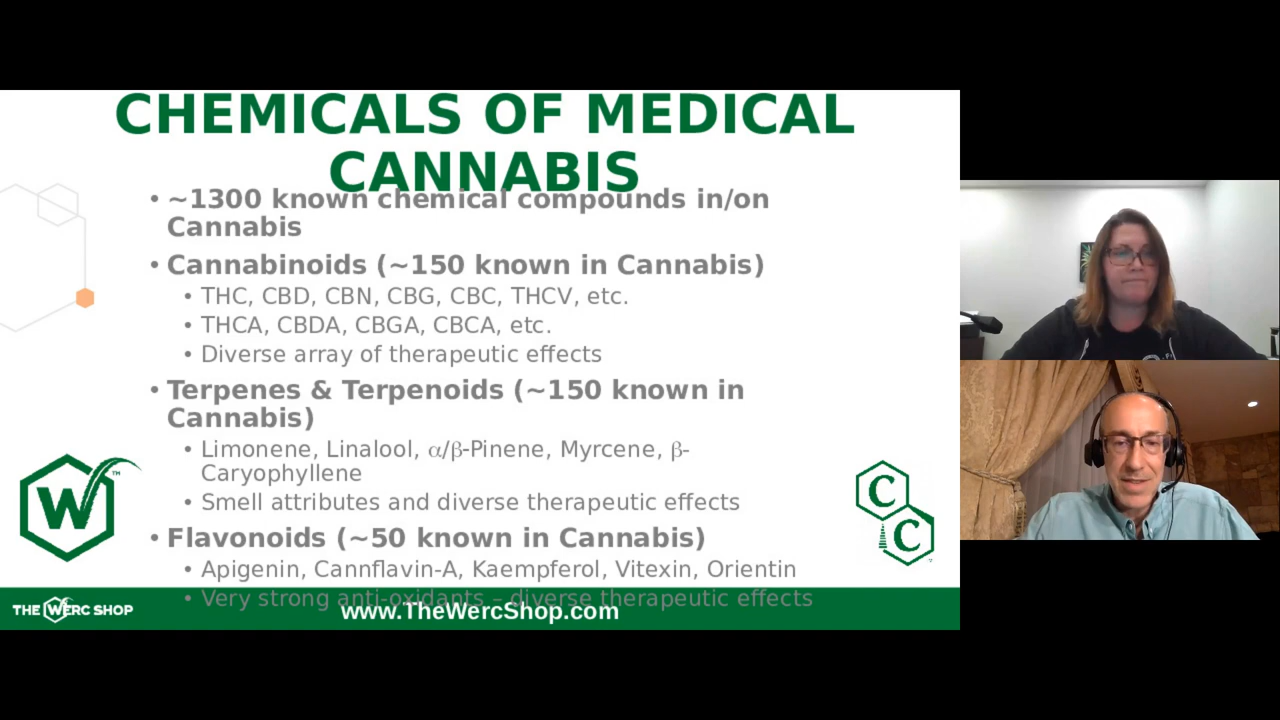 CHEMICALS OF MEDICAL
CANNABIS
• ~1300 known chemical compounds in/on
Cannabis
• Cannabinoids (~150 known in Cannabis)
• THC, CBD, CBN, CBG, CBC, THCV, etc.
• THCA, CBDA, CBGA, CBCA, etc.
• Diverse array of therapeutic effects
• Terpenes & Terpenoids (~150 known in
Cannabis)
• Limonene, Linalool, α/β-Pinene, Myrcene, β-
Caryophyllene
• Smell attributes and diverse therapeutic effects
• Flavonoids (~50 known in Cannabis)
• Apigenin, Cannflavin-A, Kaempferol, Vitexin, Orientin
• Very strong anti-oxidants – diverse therapeutic effects
W ™
C
C
THE WERC SHOP
www.TheWercShop.com